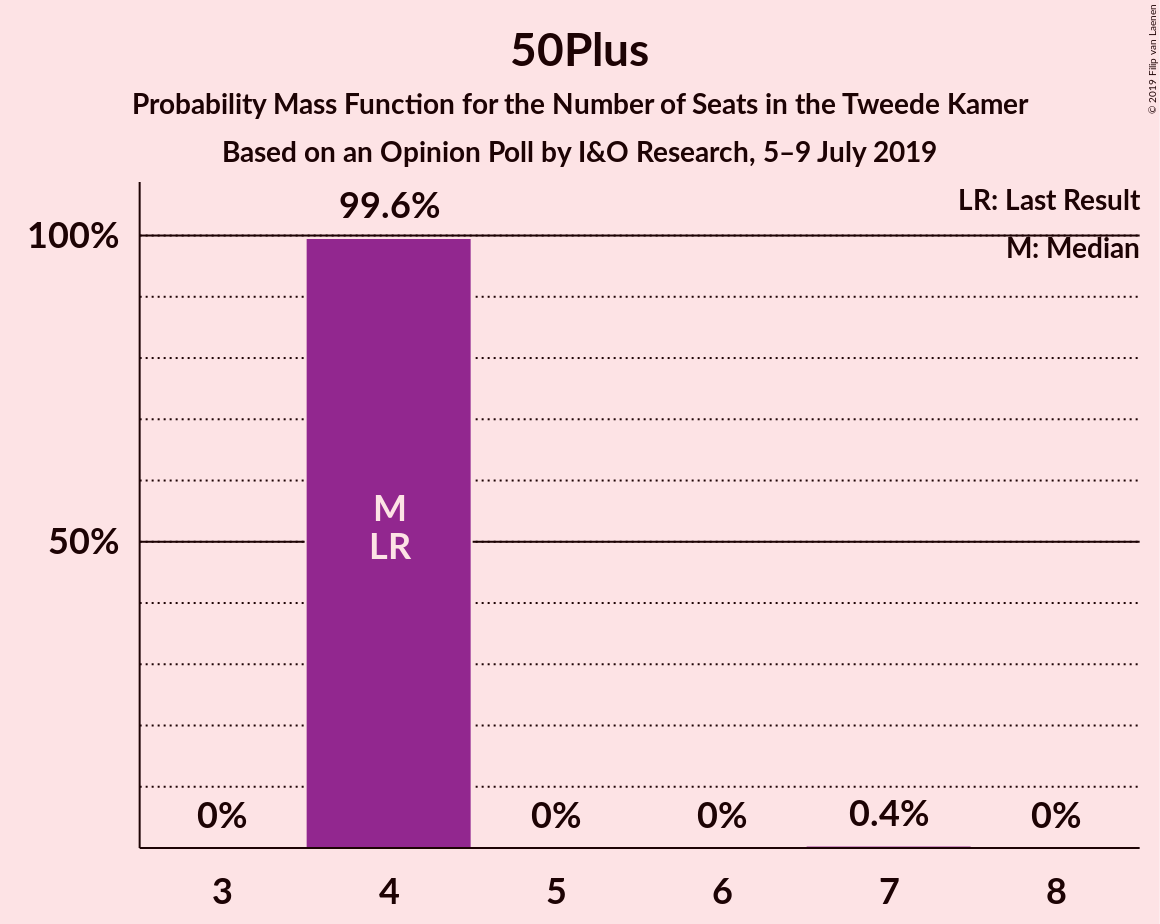 50Plus
Probability Mass Function for the Number of Seats in the Tweede Kamer
Based on an Opinion Poll by I&O Research, 5–9 July 2019
© 2019 Filip van Laenen
LR: Last Result
M: Median
100%
50%
0%
99.6%
M
LR
0%
0%
0.4%
0%
3
4
5
6
7
8